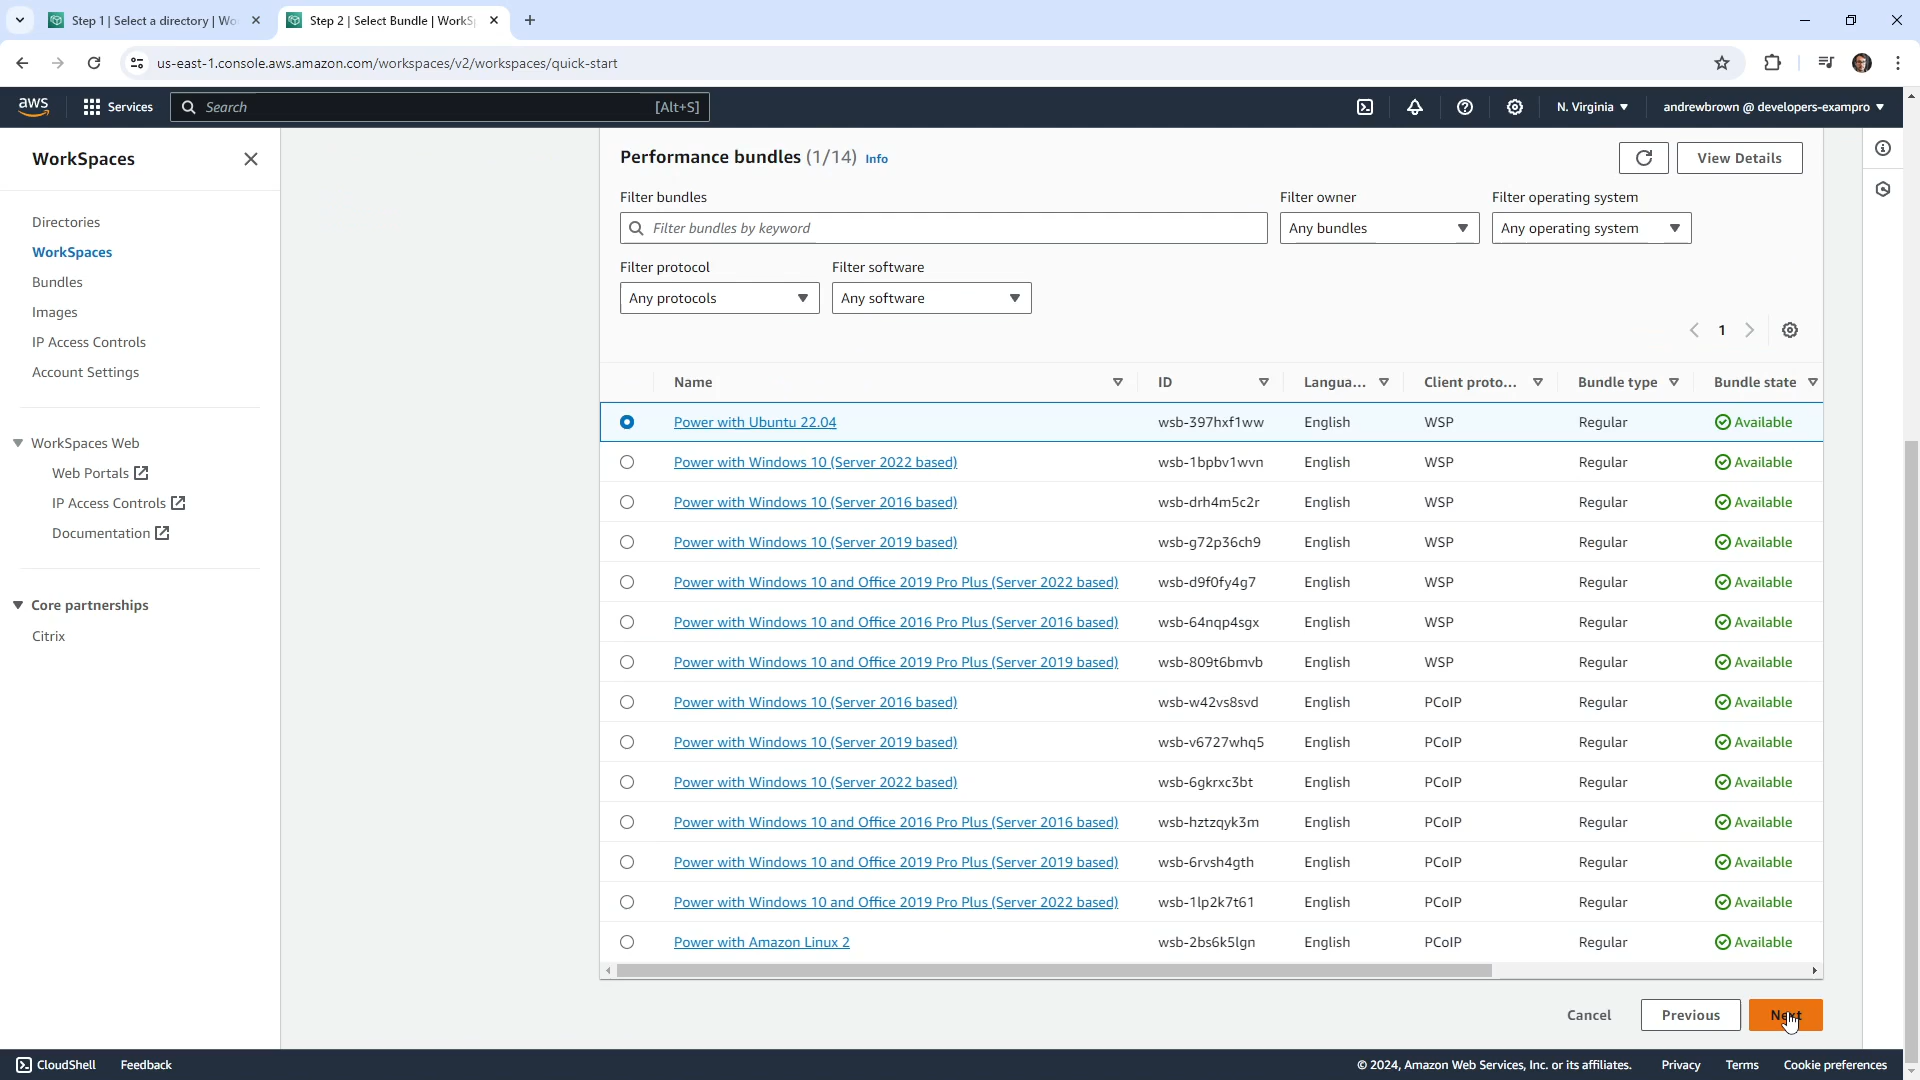 Step 1 | Select a directory | Wo
Step 2 | Select Bundle | WorkSp
us-east-1.console.aws.amazon.com/workspaces/v2/workspaces/quick-start
aws
Services
Search
[Alt+S]
N. Virginia
andrewbrown @ developers-exampro
WorkSpaces
Directories
WorkSpaces
Bundles
Images
IP Access Controls
Account Settings
WorkSpaces Web
Web Portals
IP Access Controls
Documentation
Core partnerships
Citrix
Performance bundles (1/14) Info
View Details
Filter bundles
Filter owner
Filter operating system
Filter bundles by keyword
Any bundles
Any operating system
Filter protocol
Filter software
Any protocols
Any software
1
Name ID Langua... Client proto... Bundle type Bundle state
Power with Ubuntu 22.04 wsb-397hxf1ww English WSP Regular Available
Power with Windows 10 (Server 2022 based) wsb-1bpbv1wvn English WSP Regular Available
Power with Windows 10 (Server 2016 based) wsb-drh4m5c2r English WSP Regular Available
Power with Windows 10 (Server 2019 based) wsb-g72p36ch9 English WSP Regular Available
Power with Windows 10 and Office 2019 Pro Plus (Server 2022 based) wsb-d9f0fy4g7 English WSP Regular Available
Power with Windows 10 and Office 2016 Pro Plus (Server 2016 based) wsb-64nqp4sgx English WSP Regular Available
Power with Windows 10 and Office 2019 Pro Plus (Server 2019 based) wsb-809t6bmvb English WSP Regular Available
Power with Windows 10 (Server 2016 based) wsb-w42vs8svd English PCoIP Regular Available
Power with Windows 10 (Server 2019 based) wsb-v6727whq5 English PCoIP Regular Available
Power with Windows 10 (Server 2022 based) wsb-6gkrxc3bt English PCoIP Regular Available
Power with Windows 10 and Office 2016 Pro Plus (Server 2016 based) wsb-hztzqyk3m English PCoIP Regular Available
Power with Windows 10 and Office 2019 Pro Plus (Server 2019 based) wsb-6rvsh4gth English PCoIP Regular Available
Power with Windows 10 and Office 2019 Pro Plus (Server 2022 based) wsb-1lp2k7t61 English PCoIP Regular Available
Power with Amazon Linux 2 wsb-2bs6k5lgn English PCoIP Regular Available
Cancel
Previous
Next
CloudShell
Feedback
© 2024, Amazon Web Services, Inc. or its affiliates.
Privacy
Terms
Cookie preferences